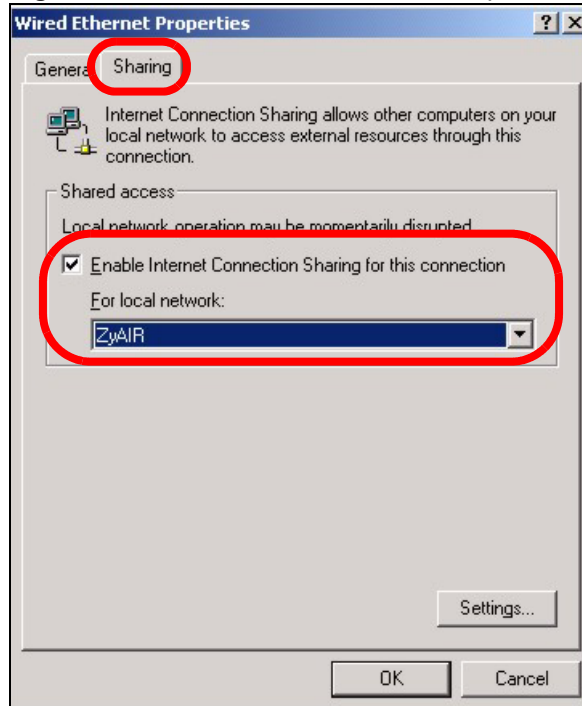 Wired Ethernet Properties
General Sharing
Internet Connection Sharing allows other computers on your
local network to access external resources through this
connection.
Shared access
Local network operation may be momentarily disrupted
Enable Internet Connection Sharing for this connection
For local network:
ZyAIR
Settings...
OK Cancel